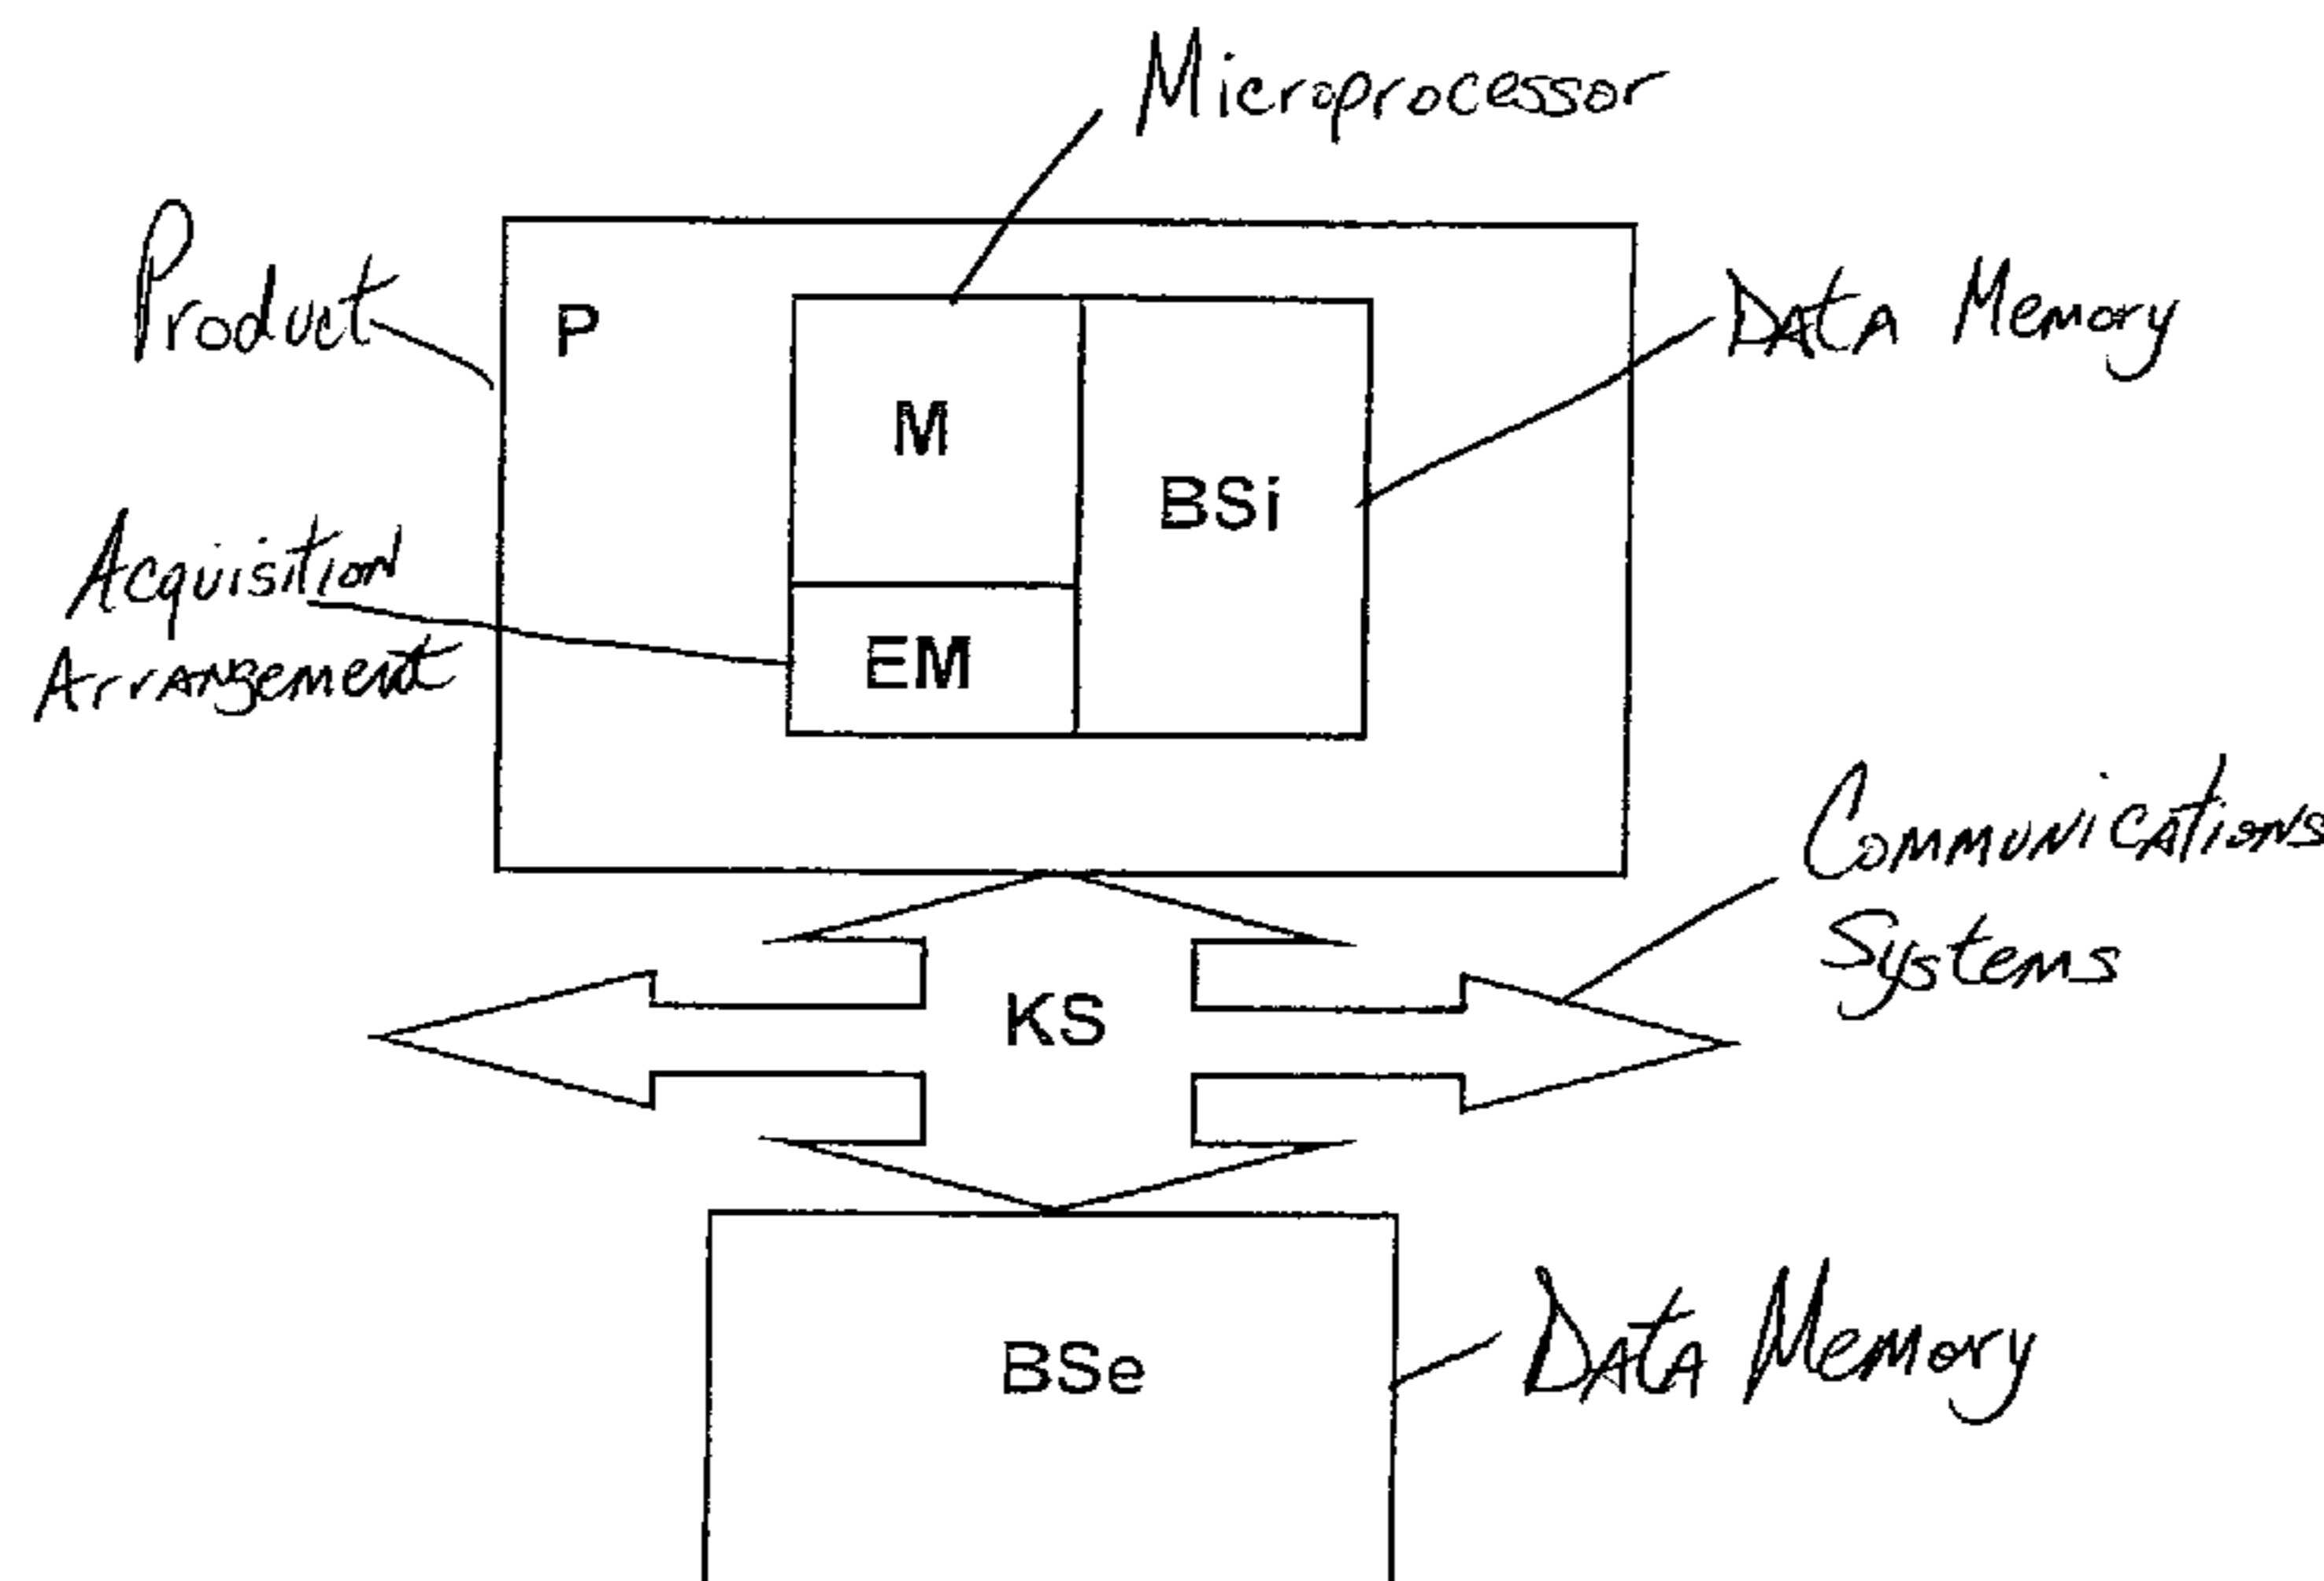 Microprocessor
Product
P
Data Memory
M
BSi
Acquisition
Arrangement
EM
Communications
Systems
KS
BSe
Data Memory